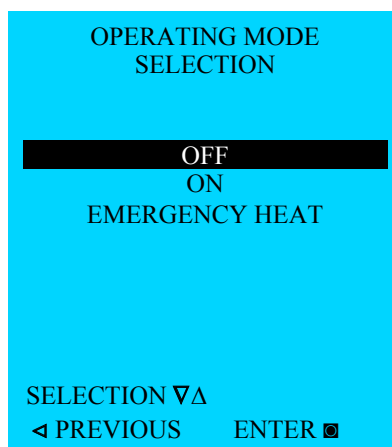 OPERATING MODE
SELECTION
OFF
ON
EMERGENCY HEAT
SELECTION ∇Δ
⊲ PREVIOUS ENTER ◙